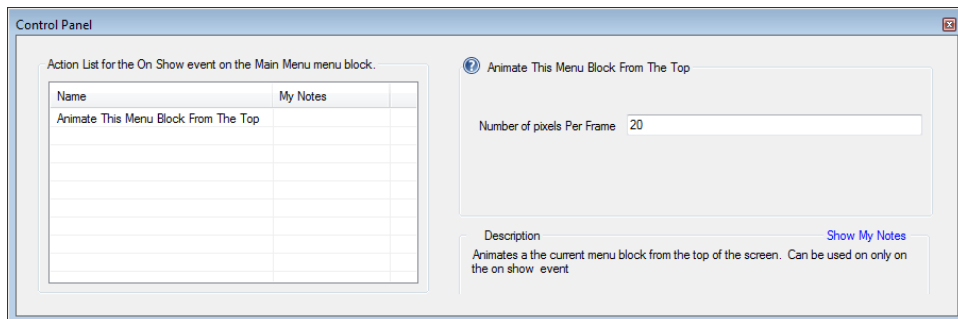 Control Panel
Action List for the On Show event on the Main Menu menu block.
Name My Notes
Animate This Menu Block From The Top
Animate This Menu Block From The Top
Number of pixels Per Frame 20
Description Show My Notes
Animates a the current menu block from the top of the screen. Can be used on only on
the on show event